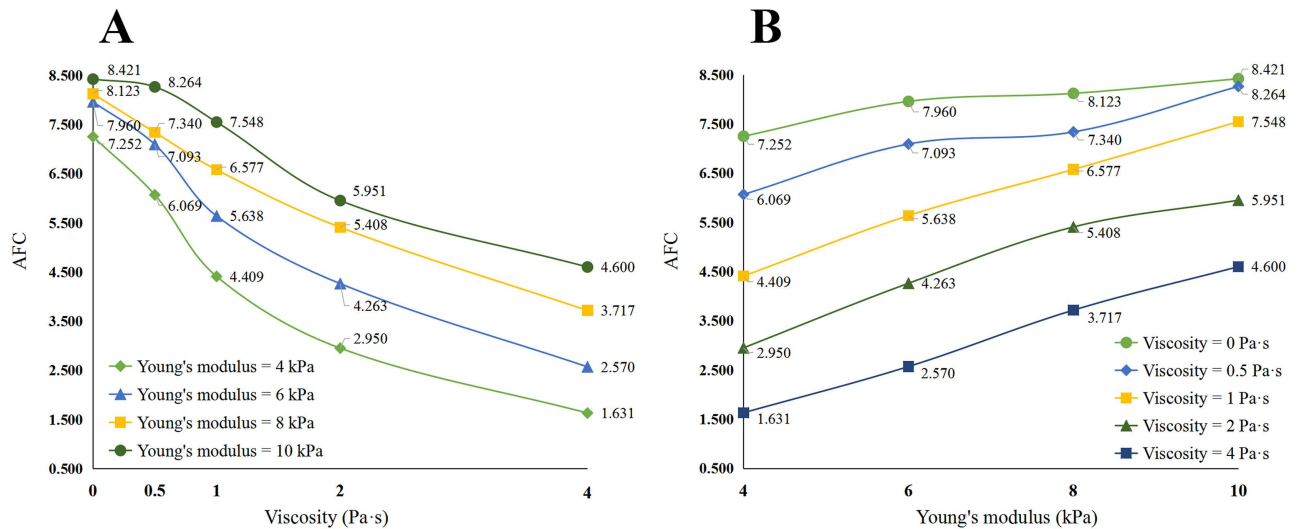 A
8.500
7.500
6.500
5.500
4.500
3.500
2.500
1.500
0.500
AFC
8.421
8.264
8.123
7.960
7.340
7.548
7.252
7.093
6.577
6.069
5.638
5.951
5.408
4.409
4.263
4.600
3.717
2.950
2.570
1.631
Young's modulus = 4 kPa
Young's modulus = 6 kPa
Young's modulus = 8 kPa
Young's modulus = 10 kPa
0 0.5 1 2 4
Viscosity (Pa·s)
B
8.500
7.500
6.500
5.500
4.500
3.500
2.500
1.500
0.500
AFC
7.252 7.960 8.123 8.421
6.069 7.093 7.340 8.264
4.409 5.638 6.577 7.548
2.950 4.263 5.408 5.951
1.631 2.570 3.717 4.600
Viscosity = 0 Pa·s
Viscosity = 0.5 Pa·s
Viscosity = 1 Pa·s
Viscosity = 2 Pa·s
Viscosity = 4 Pa·s
4 6 8 10
Young's modulus (kPa)